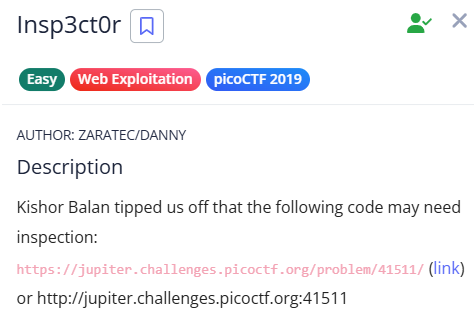 Insp3ct0r
Easy Web Exploitation picoCTF 2019
AUTHOR: ZARATEC/DANNY
Description
Kishor Balan tipped us off that the following code may need
inspection:
https://jupiter.challenges.picoctf.org/problem/41511/ (link)
or http://jupiter.challenges.picoctf.org:41511